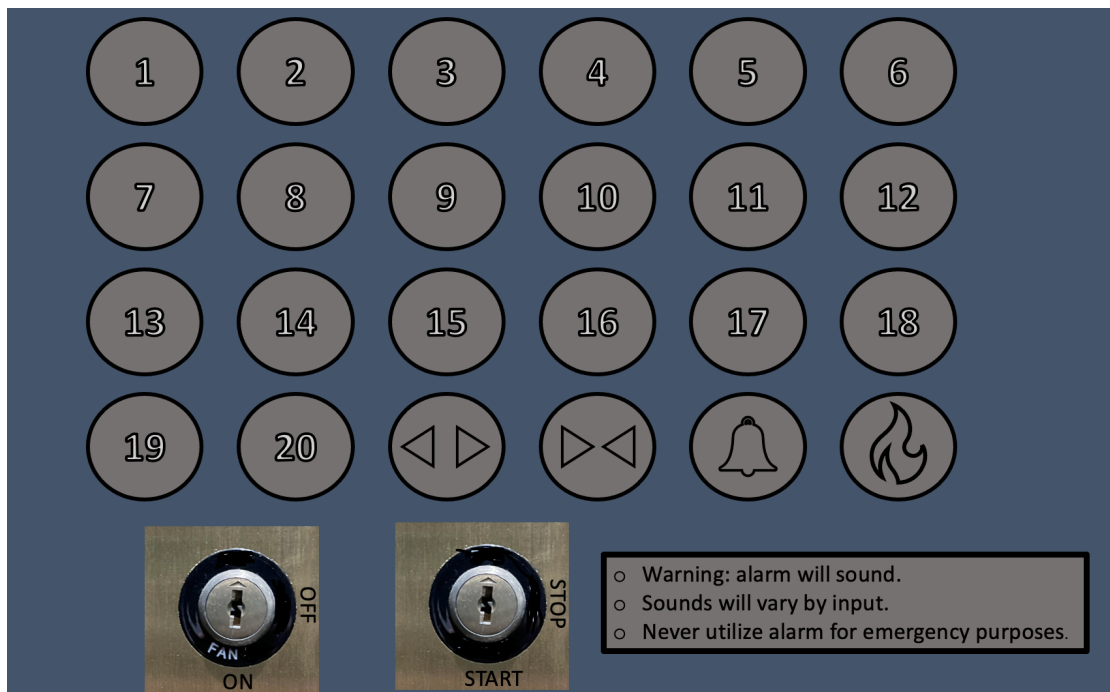 1 2 3 4 5 6
7 8 9 10 11 12
13 14 15 16 17 18
19 20
OFF
FAN
ON
STOP
START
Warning: alarm will sound.
Sounds will vary by input.
Never utilize alarm for emergency purposes.